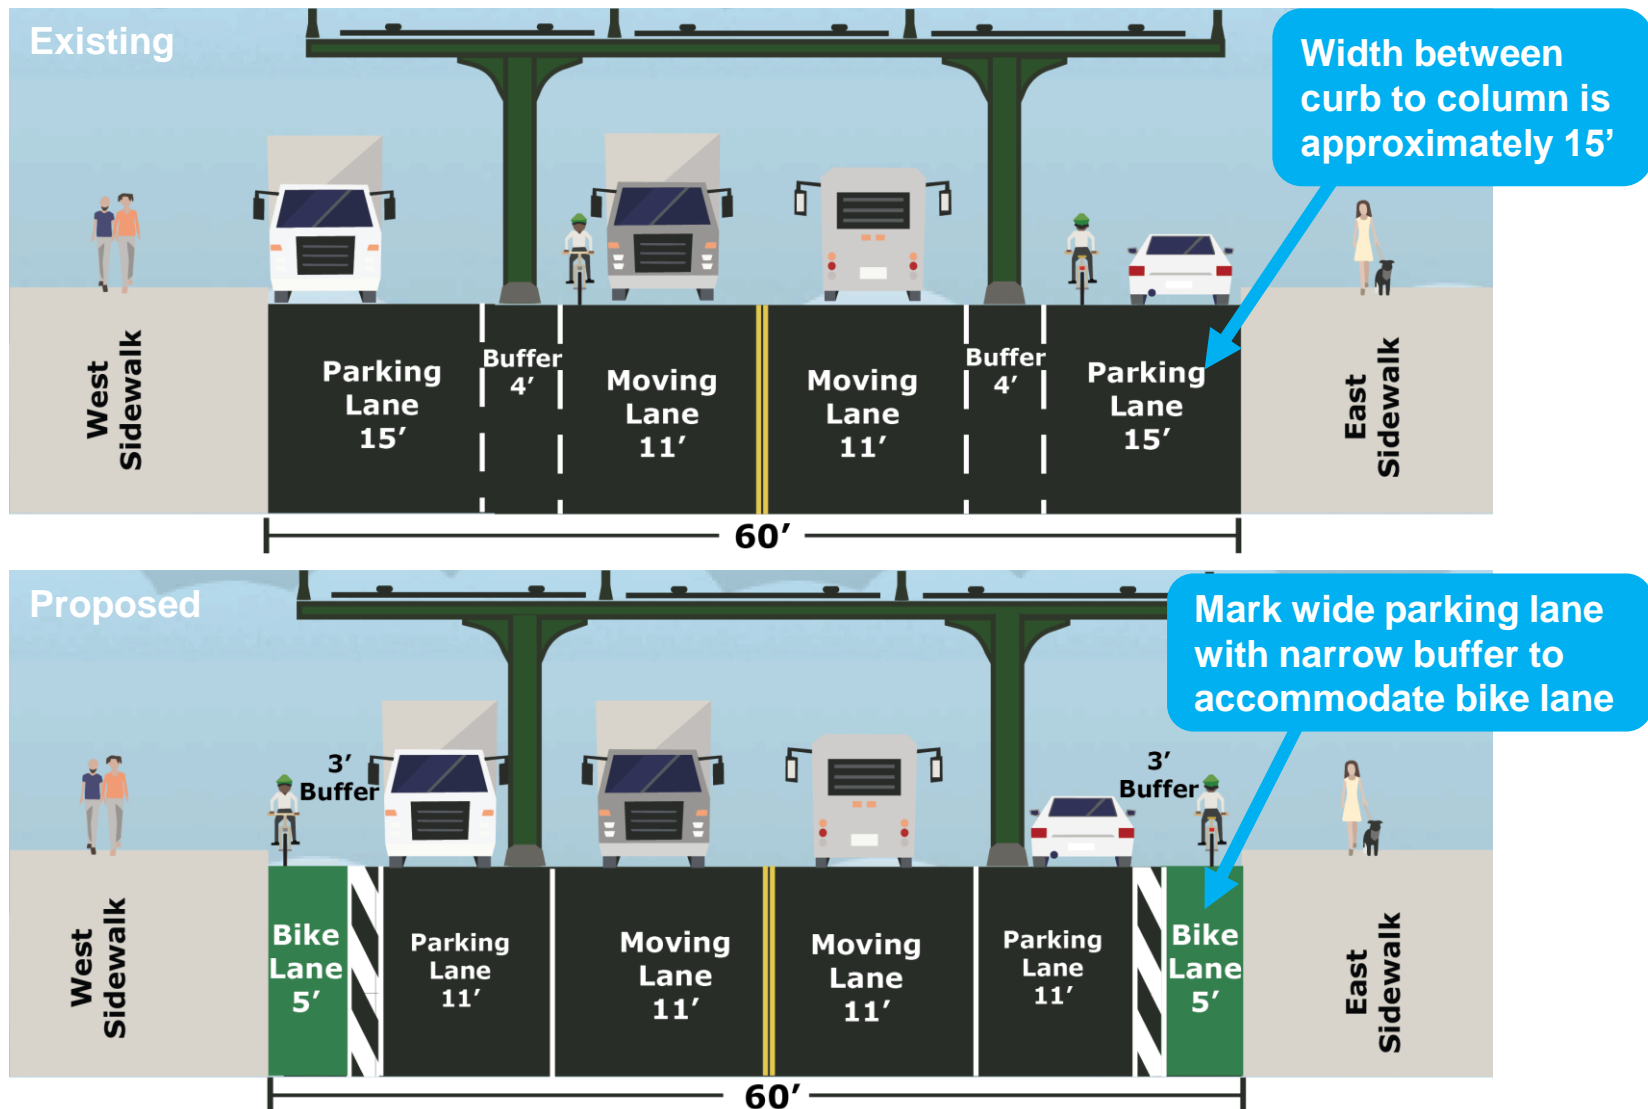 Existing
Width between
curb to column is
approximately 15’
West
Sidewalk
Parking
Lane
15’
Buffer
4’
Moving
Lane
11’
Moving
Lane
11’
Buffer
4’
Parking
Lane
15’
East
Sidewalk
60’
Proposed
Mark wide parking lane
with narrow buffer to
accommodate bike lane
3’
Buffer
3’
Buffer
West
Sidewalk
Bike
Lane
5’
Parking
Lane
11’
Moving
Lane
11’
Moving
Lane
11’
Parking
Lane
11’
Bike
Lane
5’
East
Sidewalk
60’